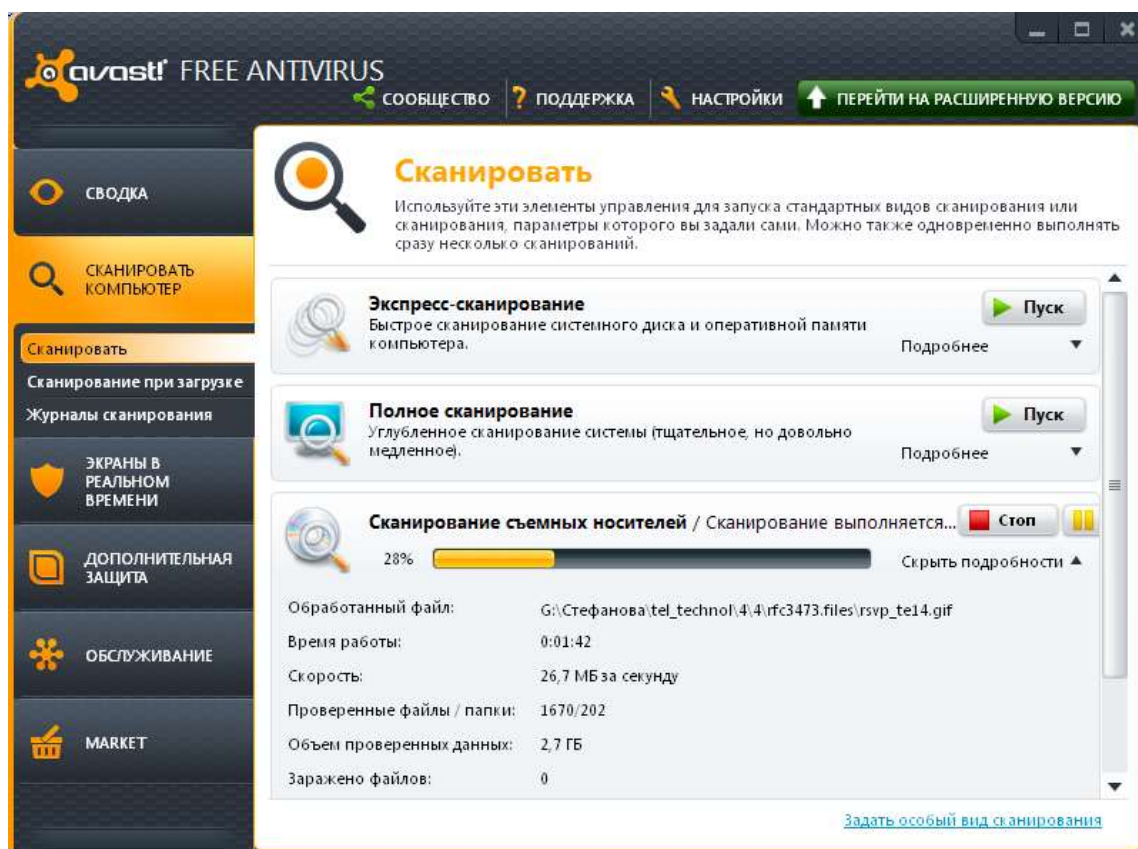 avast! FREE ANTIVIRUS
СООБЩЕСТВО
ПОДДЕРЖКА
НАСТРОЙКИ
ПЕРЕЙТИ НА РАСШИРЕННУЮ ВЕРСИЮ
СВОДКА
СКАНИРОВАТЬ
КОМПЬЮТЕР
Сканировать
Сканирование при загрузке
Журналы сканирования
ЭКРАНЫ В
РЕАЛЬНОМ
ВРЕМЕНИ
ДОПОЛНИТЕЛЬНАЯ
ЗАЩИТА
ОБСЛУЖИВАНИЕ
MARKET
Сканировать
Используйте эти элементы управления для запуска стандартных видов сканирования или
сканирования, параметры которого вы задали сами. Можно также одновременно выполнять
сразу несколько сканирований.
Экспресс-сканирование
Быстрое сканирование системного диска и оперативной памяти
компьютера.
Пуск
Подробнее
Полное сканирование
Углубленное сканирование системы (тщательное, но довольно
медленное).
Пуск
Подробнее
Сканирование съемных носителей / Сканирование выполняется...
Стоп
28%
Скрыть подробности
Обработанный файл: G:\Стефанова\tel_technol\4\4\rfc3473.files\rsvp_te14.gif
Время работы: 0:01:42
Скорость: 26,7 МБ за секунду
Проверенные файлы / папки: 1670/202
Объем проверенных данных: 2,7 ГБ
Заражено файлов: 0
Задать особый вид сканирования